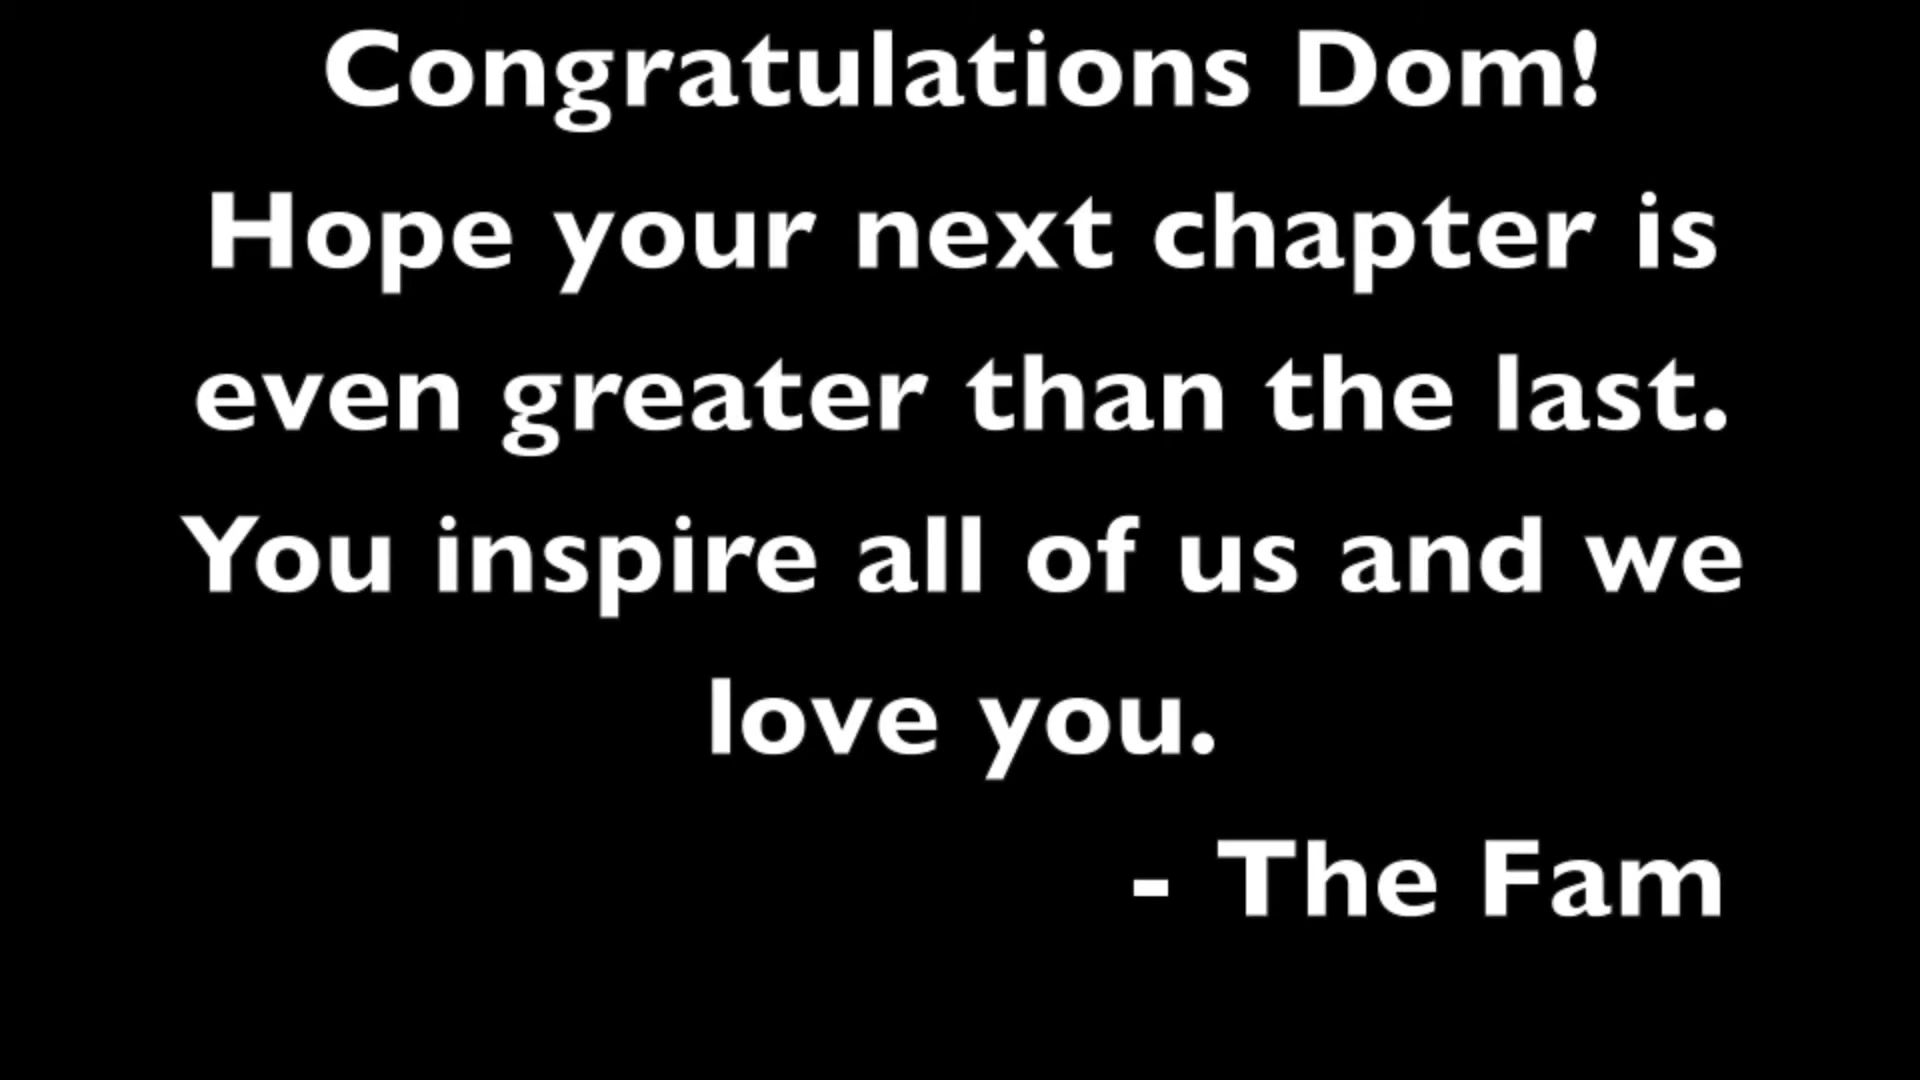 Congratulations Dom!
Hope your next chapter is
even greater than the last.
You inspire all of us and we
love you.
- The Fam